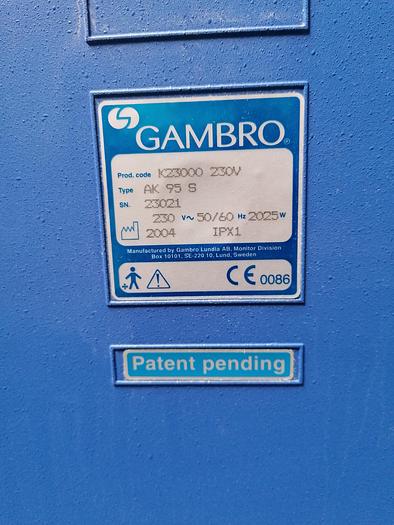 GAMBRO®
Prod. code K23000 230V
Type AK 95 S
SN. 23021
230 V~ 50/60 Hz 2025 W
2004 IPX1
Manufactured by Gambro Lundia AB, Monitor Division
Box 10101, SE-220 10, Lund, Sweden
CE 0086
Patent pending